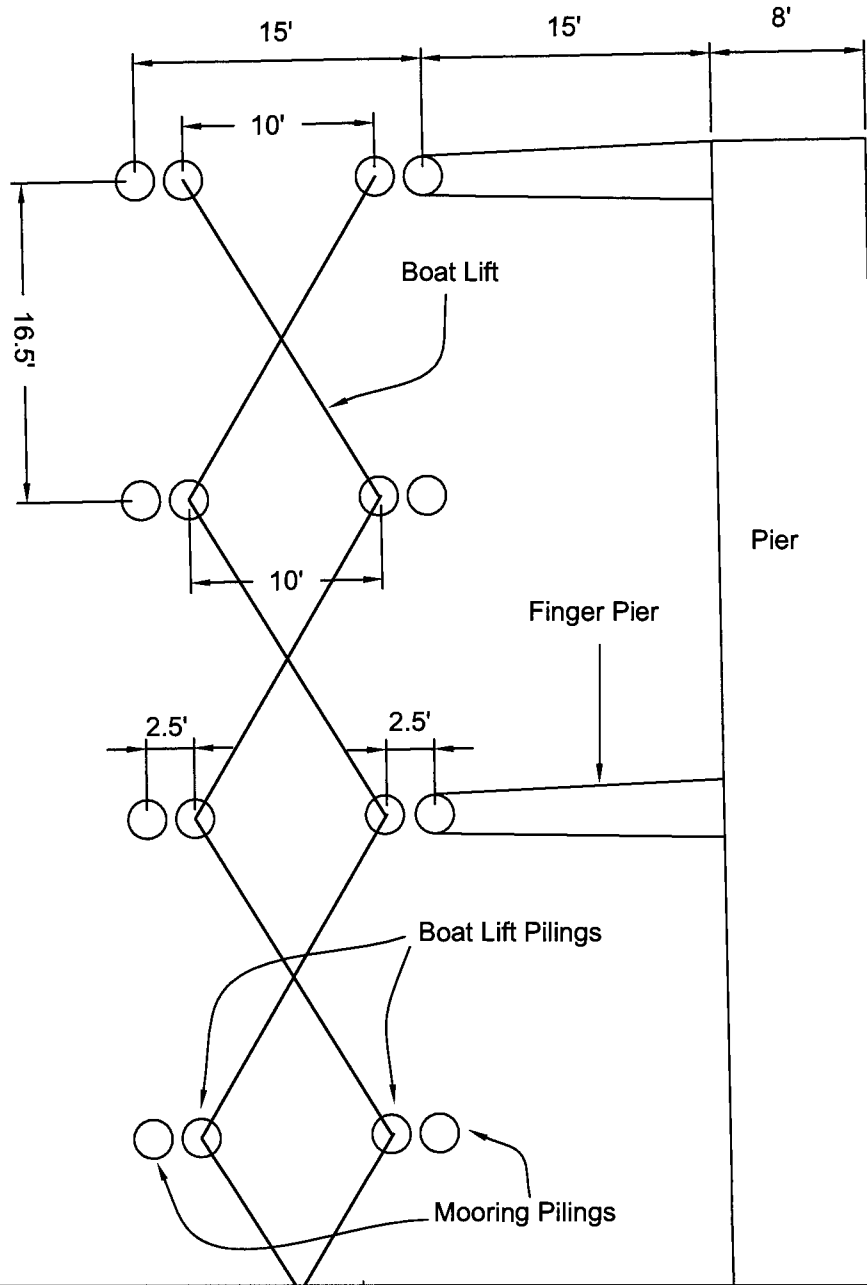 15'
15'
8'
10'
Boat Lift
16.5'
Pier
10'
Finger Pier
2.5'
2.5'
Boat Lift Pilings
Mooring Pilings